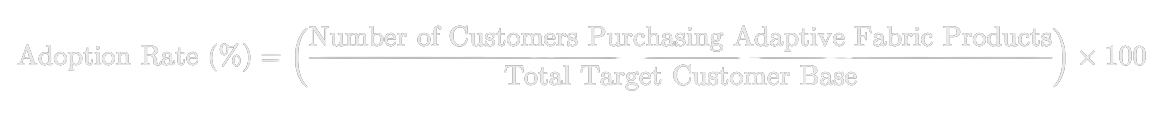 Adoption Rate (%) = (Number of Customers Purchasing Adaptive Fabric Products / Total Target Customer Base) × 100